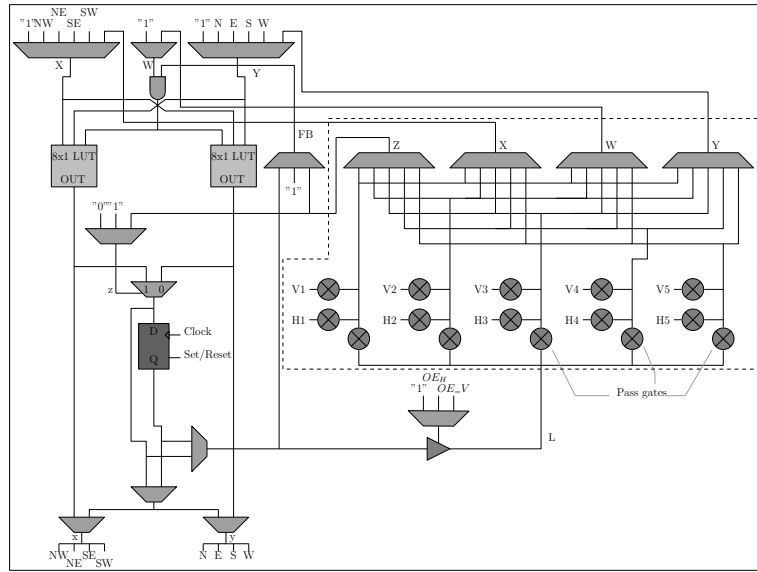 NE SW
"1" NW SE
"1"
"1" N E S W
X
W
Y
FB
Z
X
W
Y
8x1 LUT
OUT
8x1 LUT
OUT
"1"
"0" "1"
z
1 0
V1
V2
V3
V4
V5
H1
H2
H3
H4
H5
D
Clock
Q
Set/Reset
Pass gates
OE_H
"1" OE_V
L
x
y
NW SE
NE SW
N E S W